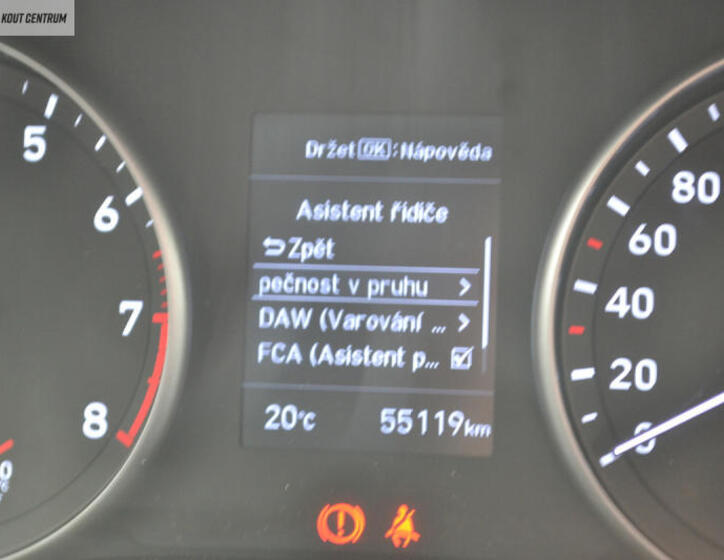 KOUT CENTRUM
Držet OK:Nápověda
Asistent řidiče
Zpět
pečnost v pruhu >
DAW (Varování ... >
FCA (Asistent p...
20°C 55119km
5
6
7
8
80
60
40
20
0